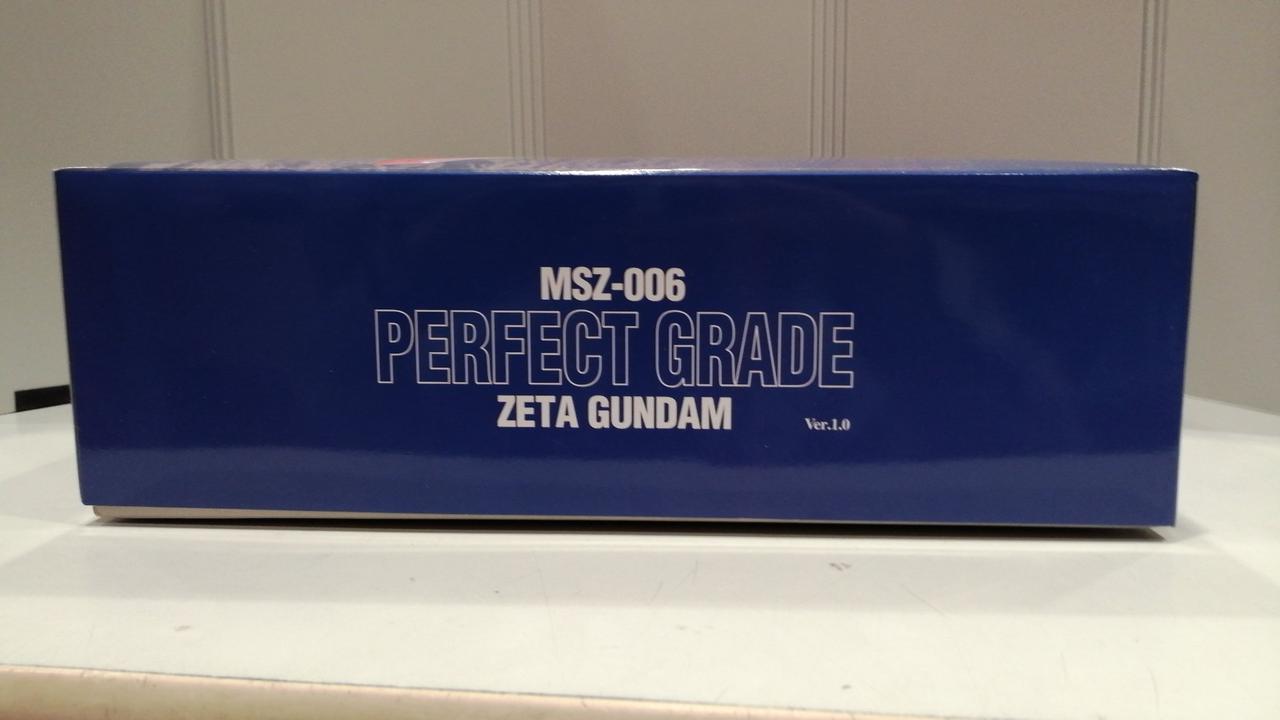 MSZ-006
PERFECT GRADE
ZETA GUNDAM
Ver.1.0